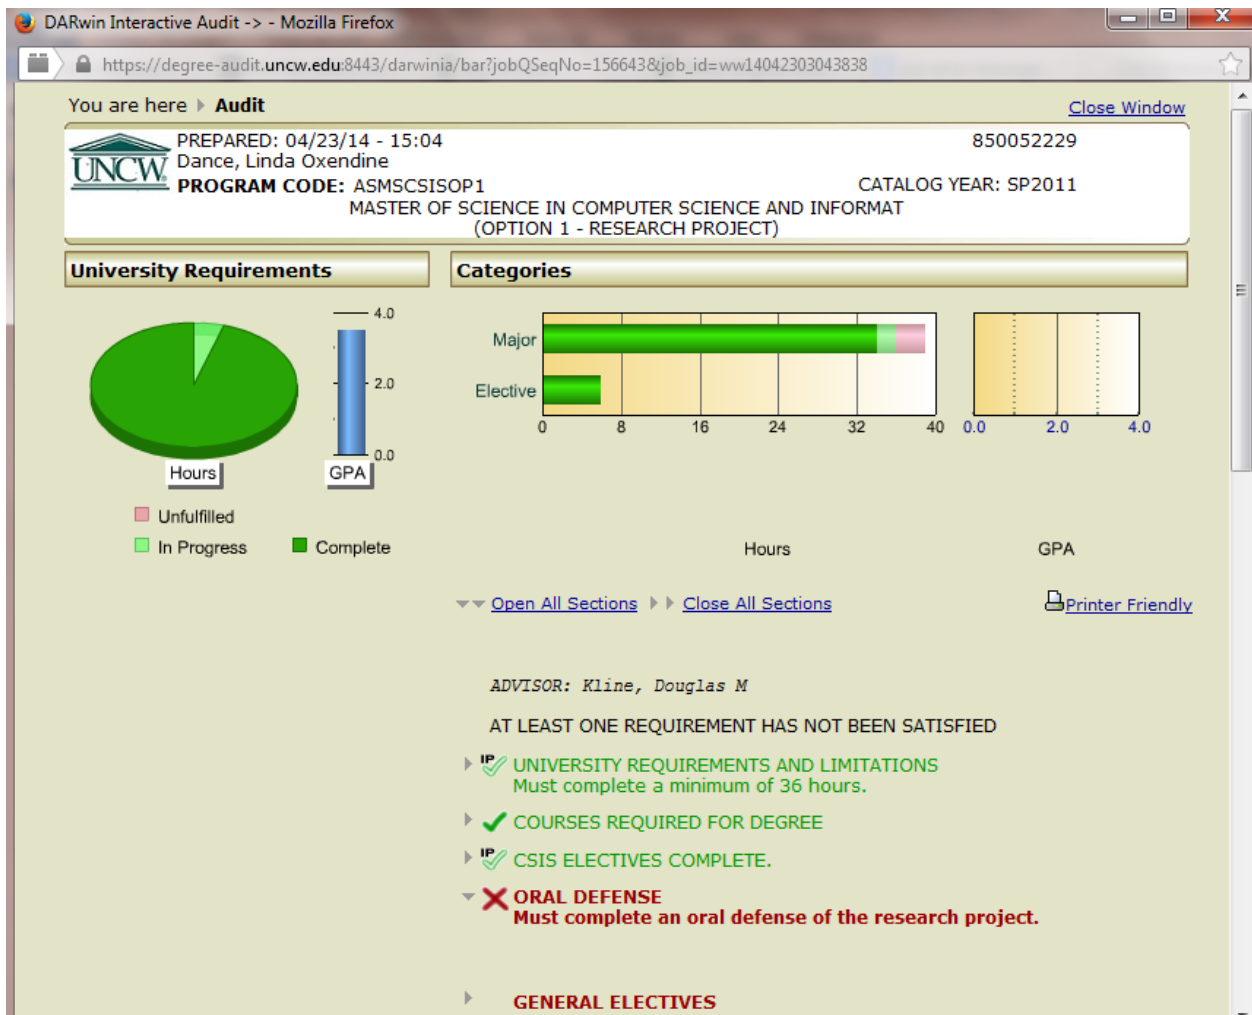 DARwin Interactive Audit -> - Mozilla Firefox
https://degree-audit.uncw.edu:8443/darwinia/bar?jobQSeqNo=156643&job_id=ww14042303043838
You are here Audit
Close Window
UNCW
PREPARED: 04/23/14 - 15:04
850052229
Dance, Linda Oxendine
PROGRAM CODE: ASMSCSISOP1
CATALOG YEAR: SP2011
MASTER OF SCIENCE IN COMPUTER SCIENCE AND INFORMAT
(OPTION 1 - RESEARCH PROJECT)
University Requirements
4.0
2.0
0.0
Hours
GPA
Unfulfilled
In Progress
Complete
Categories
Major
Elective
0 8 16 24 32 40
0.0 2.0 4.0
Hours
GPA
Open All Sections Close All Sections
Printer Friendly
ADVISOR: Kline, Douglas M
AT LEAST ONE REQUIREMENT HAS NOT BEEN SATISFIED
IP UNIVERSITY REQUIREMENTS AND LIMITATIONS
Must complete a minimum of 36 hours.
COURSES REQUIRED FOR DEGREE
IP CSIS ELECTIVES COMPLETE.
ORAL DEFENSE
Must complete an oral defense of the research project.
GENERAL ELECTIVES